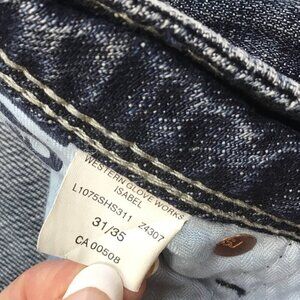 WESTERN GLOVE WORKS
ISABEL
L1075SHS311 Z4307
31/35
CA 00508